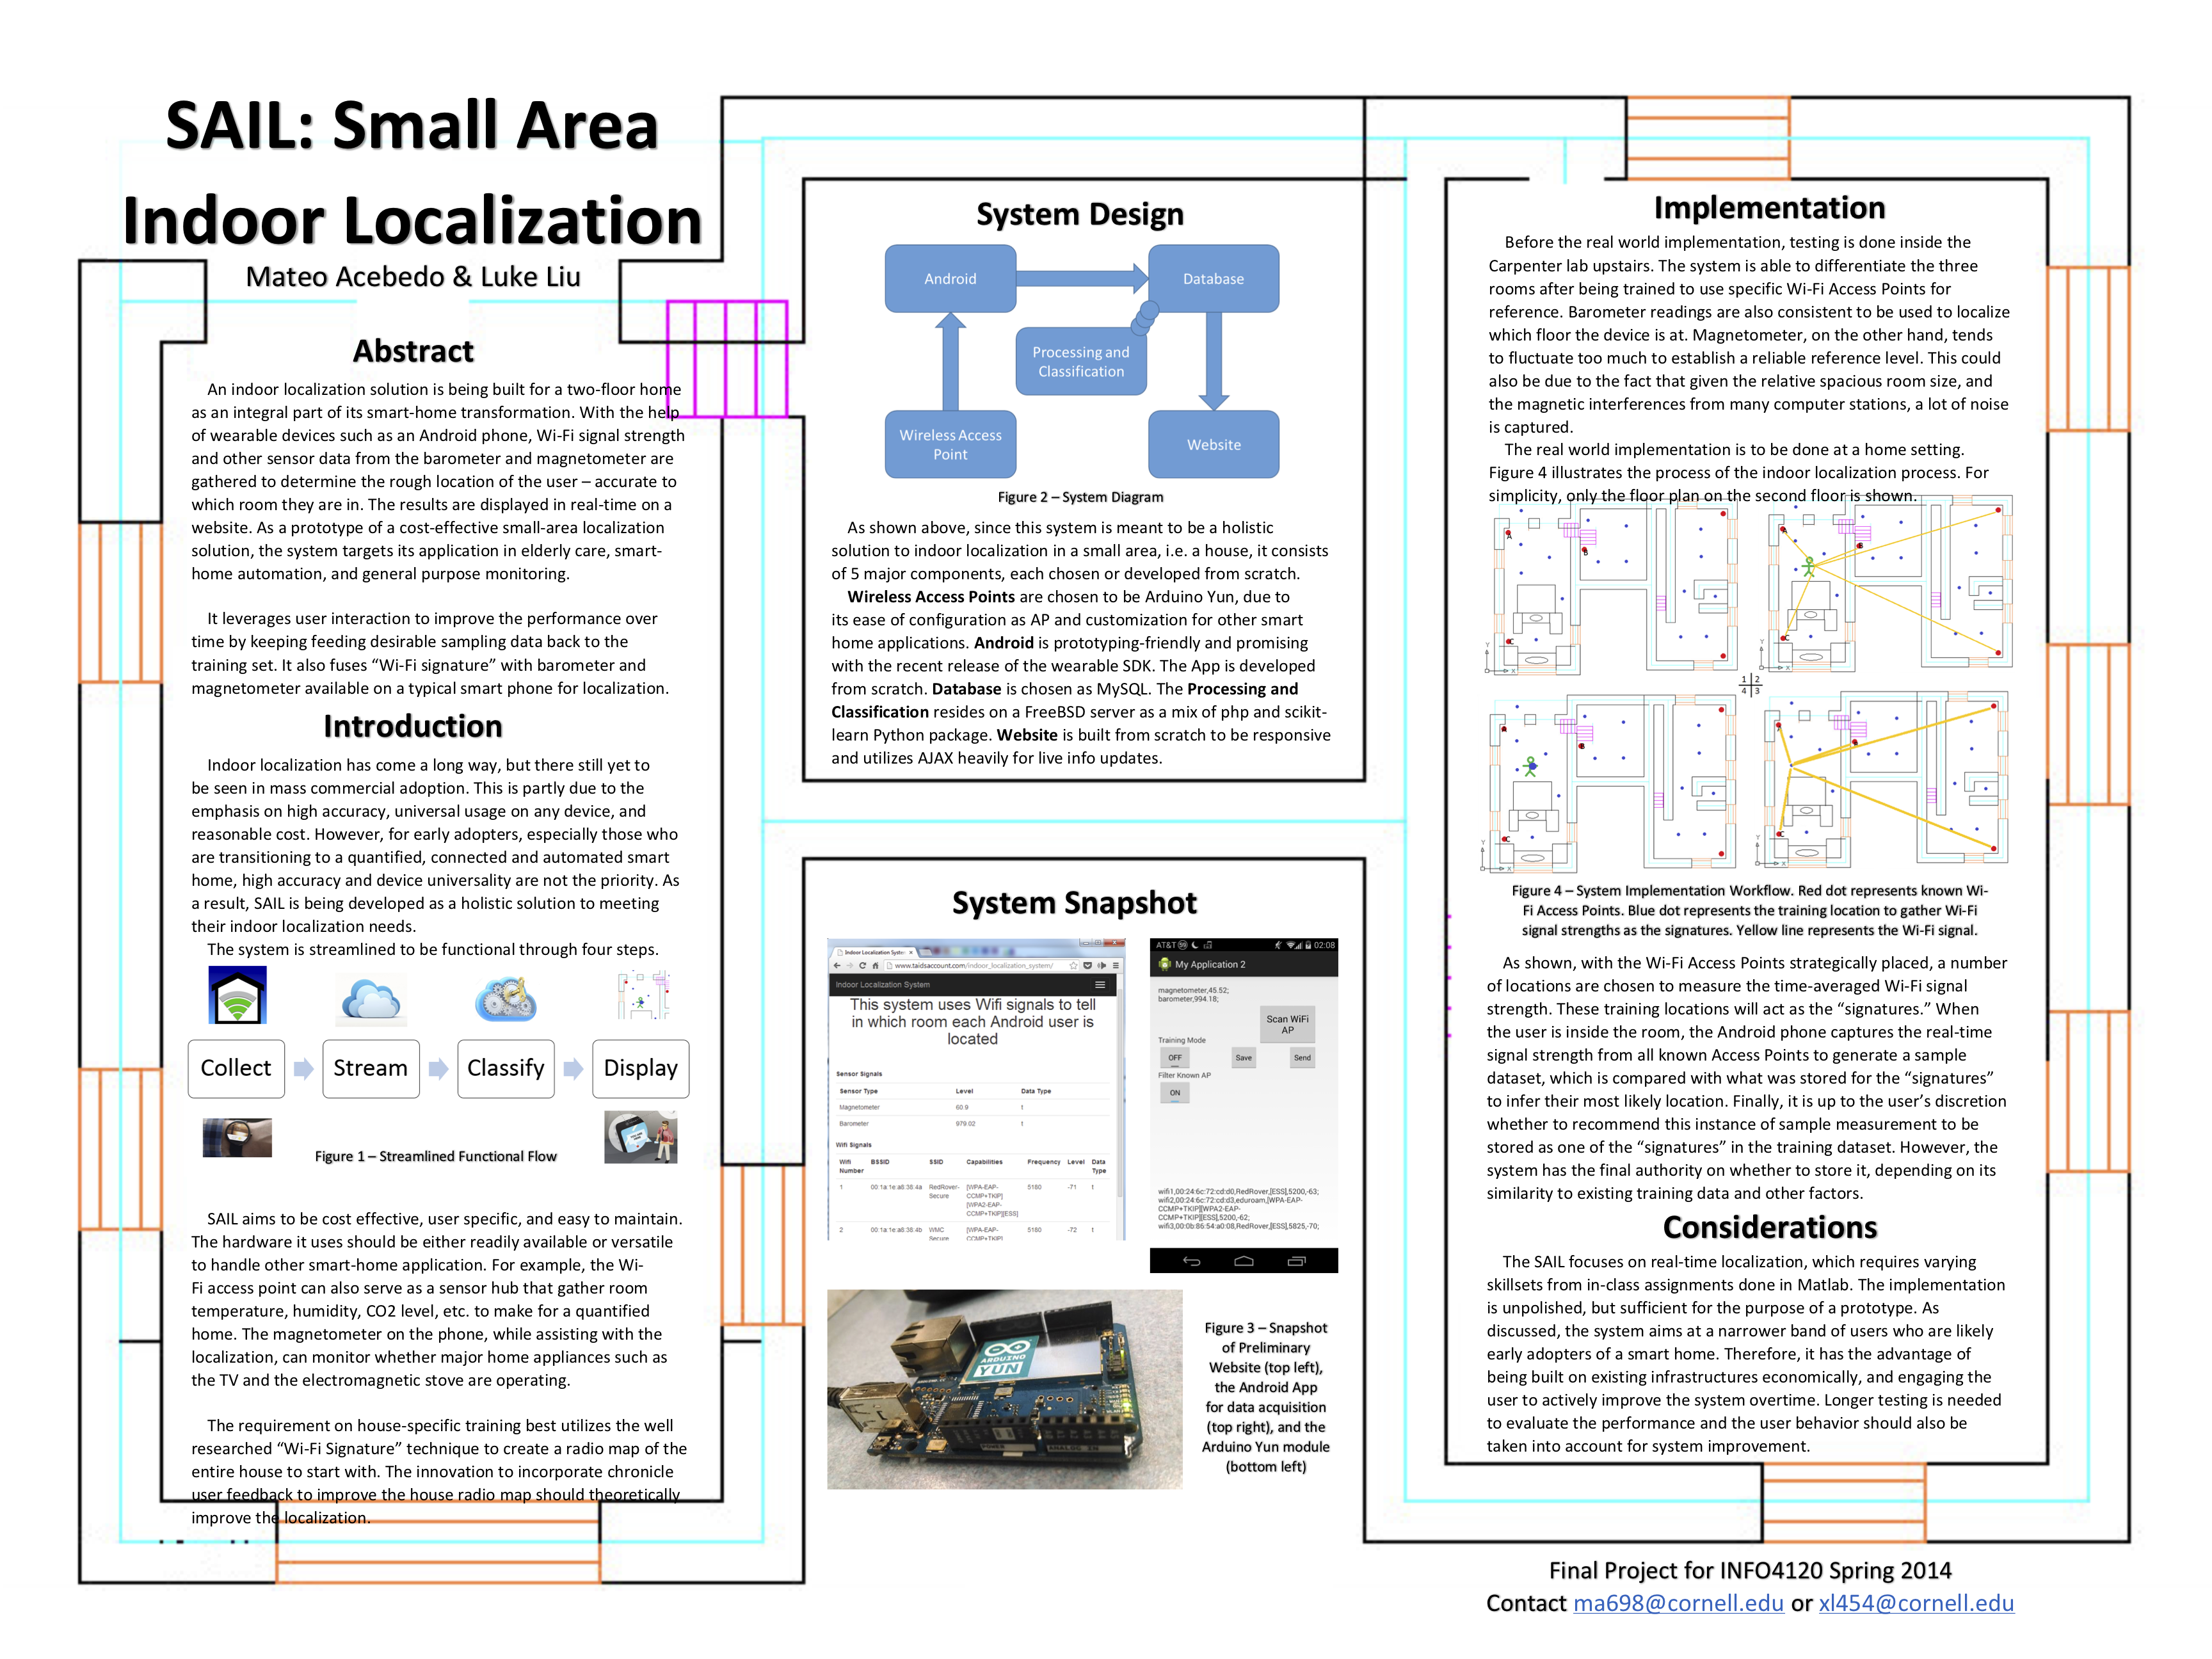 SAIL: Small Area
Indoor Localization
Mateo Acebedo & Luke Liu
Abstract
An indoor localization solution is being built for a two-floor home
as an integral part of its smart-home transformation. With the help
of wearable devices such as an Android phone, Wi-Fi signal strength
and other sensor data from the barometer and magnetometer are
gathered to determine the rough location of the user – accurate to
which room they are in. The results are displayed in real-time on a
website. As a prototype of a cost-effective small-area localization
solution, the system targets its application in elderly care, smart-
home automation, and general purpose monitoring.
It leverages user interaction to improve the performance over
time by keeping feeding desirable sampling data back to the
training set. It also fuses “Wi-Fi signature” with barometer and
magnetometer available on a typical smart phone for localization.
Introduction
Indoor localization has come a long way, but there still yet to
be seen in mass commercial adoption. This is partly due to the
emphasis on high accuracy, universal usage on any device, and
reasonable cost. However, for early adopters, especially those who
are transitioning to a quantified, connected and automated smart
home, high accuracy and device universality are not the priority. As
a result, SAIL is being developed as a holistic solution to meeting
their indoor localization needs.
The system is streamlined to be functional through four steps.
Collect
Stream
Classify
Display
Figure 1 – Streamlined Functional Flow
SAIL aims to be cost effective, user specific, and easy to maintain.
The hardware it uses should be either readily available or versatile
to handle other smart-home application. For example, the Wi-
Fi access point can also serve as a sensor hub that gather room
temperature, humidity, CO2 level, etc. to make for a quantified
home. The magnetometer on the phone, while assisting with the
localization, can monitor whether major home appliances such as
the TV and the electromagnetic stove are operating.
The requirement on house-specific training best utilizes the well
researched “Wi-Fi Signature” technique to create a radio map of the
entire house to start with. The innovation to incorporate chronicle
user feedback to improve the house radio map should theoretically
improve the localization.
System Design
Android
Database
Processing and
Classification
Wireless Access
Point
Website
Figure 2 – System Diagram
As shown above, since this system is meant to be a holistic
solution to indoor localization in a small area, i.e. a house, it consists
of 5 major components, each chosen or developed from scratch.
Wireless Access Points are chosen to be Arduino Yun, due to
its ease of configuration as AP and customization for other smart
home applications. Android is prototyping-friendly and promising
with the recent release of the wearable SDK. The App is developed
from scratch. Database is chosen as MySQL. The Processing and
Classification resides on a FreeBSD server as a mix of php and scikit-
learn Python package. Website is built from scratch to be responsive
and utilizes AJAX heavily for live info updates.
System Snapshot
Indoor Localization Syste
www.taidsaccount.com/indoor_localization_system/
Indoor Localization System
This system uses Wifi signals to tell
in which room each Android user is
located
Sensor Signals
Sensor Type Level Data Type
Magnetometer 60.9 t
Barometer 979.02 t
Wifi Signals
Wifi Number BSSID SSID Capabilities Frequency Level Data Type
1 00:1a:1e:a8:38:4a RedRover-Secure [WPA-EAP-CCMP+TKIP][WPA2-EAP-CCMP+TKIP][ESS] 5180 -71 t
2 00:1a:1e:a8:38:4b WMC Secure [WPA-EAP-CCMP+TKIP] 5180 -72 t
AT&T 02:08
My Application 2
magnetometer,45.52;
barometer,994.18;
Scan WiFi
AP
Training Mode
OFF
Save
Send
Filter Known AP
ON
wifi1,00:24:6c:72:cd:d0,RedRover,[ESS],5200,-63;
wifi2,00:24:6c:72:cd:d3,eduroam,[WPA-EAP-
CCMP+TKIP][WPA2-EAP-
CCMP+TKIP][ESS],5200,-62;
wifi3,00:0b:86:54:a0:08,RedRover,[ESS],5825,-70;
ARDUINO
YUN
POWER
ANALOG IN
Figure 3 – Snapshot
of Preliminary
Website (top left),
the Android App
for data acquisition
(top right), and the
Arduino Yun module
(bottom left)
Implementation
Before the real world implementation, testing is done inside the
Carpenter lab upstairs. The system is able to differentiate the three
rooms after being trained to use specific Wi-Fi Access Points for
reference. Barometer readings are also consistent to be used to localize
which floor the device is at. Magnetometer, on the other hand, tends
to fluctuate too much to establish a reliable reference level. This could
also be due to the fact that given the relative spacious room size, and
the magnetic interferences from many computer stations, a lot of noise
is captured.
The real world implementation is to be done at a home setting.
Figure 4 illustrates the process of the indoor localization process. For
simplicity, only the floor plan on the second floor is shown.
1 2
4 3
Figure 4 – System Implementation Workflow. Red dot represents known Wi-
Fi Access Points. Blue dot represents the training location to gather Wi-Fi
signal strengths as the signatures. Yellow line represents the Wi-Fi signal.
As shown, with the Wi-Fi Access Points strategically placed, a number
of locations are chosen to measure the time-averaged Wi-Fi signal
strength. These training locations will act as the “signatures.” When
the user is inside the room, the Android phone captures the real-time
signal strength from all known Access Points to generate a sample
dataset, which is compared with what was stored for the “signatures”
to infer their most likely location. Finally, it is up to the user’s discretion
whether to recommend this instance of sample measurement to be
stored as one of the “signatures” in the training dataset. However, the
system has the final authority on whether to store it, depending on its
similarity to existing training data and other factors.
Considerations
The SAIL focuses on real-time localization, which requires varying
skillsets from in-class assignments done in Matlab. The implementation
is unpolished, but sufficient for the purpose of a prototype. As
discussed, the system aims at a narrower band of users who are likely
early adopters of a smart home. Therefore, it has the advantage of
being built on existing infrastructures economically, and engaging the
user to actively improve the system overtime. Longer testing is needed
to evaluate the performance and the user behavior should also be
taken into account for system improvement.
Final Project for INFO4120 Spring 2014
Contact ma698@cornell.edu or xl454@cornell.edu